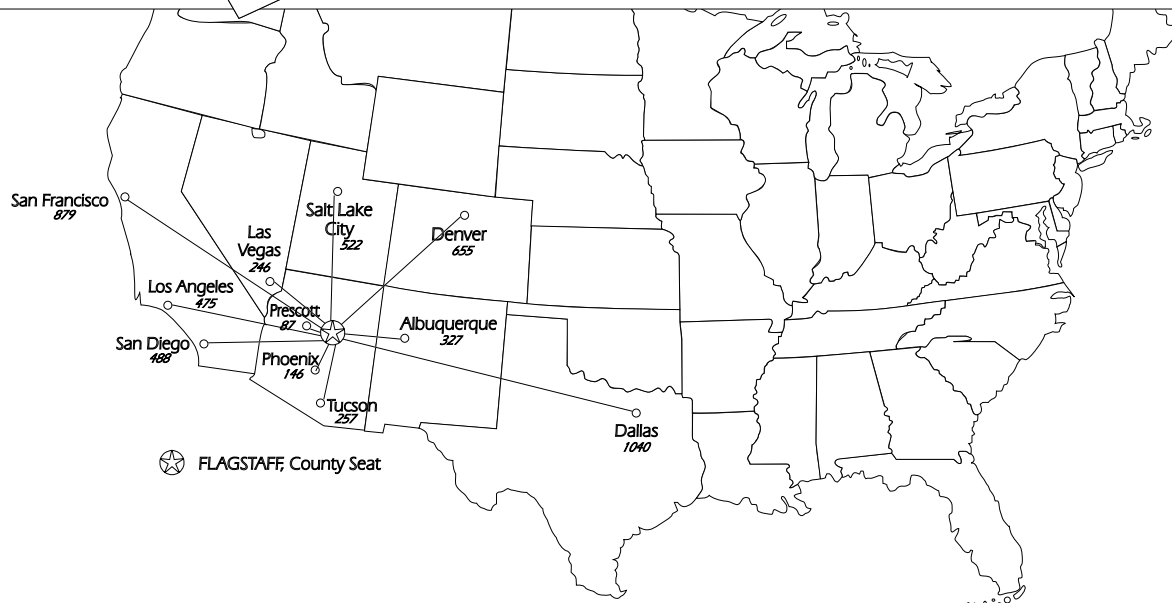 San Francisco
879
Salt Lake
City
522
Denver
655
Las
Vegas
246
Los Angeles
475
Prescott
87
Albuquerque
327
San Diego
488
Phoenix
146
Tucson
257
Dallas
1040
FLAGSTAFF, County Seat